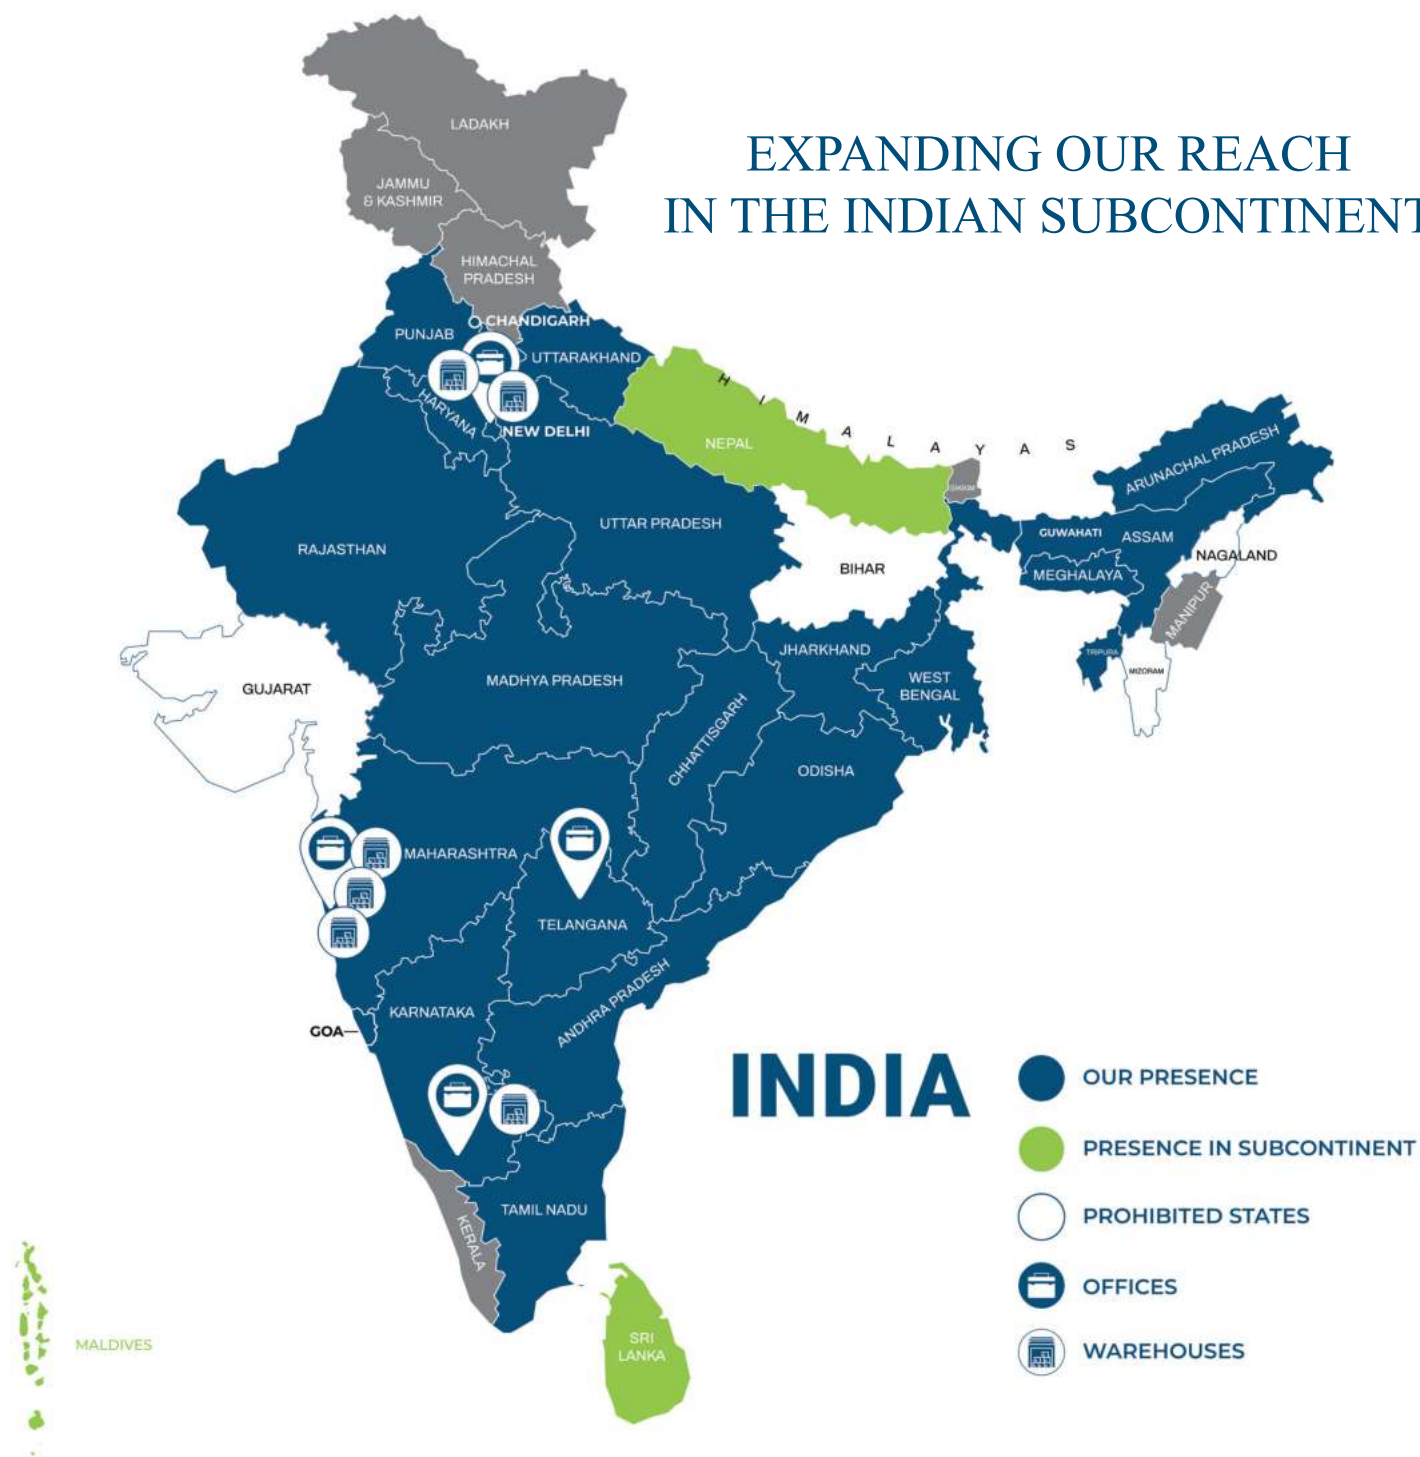 EXPANDING OUR REACH
IN THE INDIAN SUBCONTINENT
LADAKH
JAMMU
& KASHMIR
HIMACHAL
PRADESH
CHANDIGARH
PUNJAB
UTTARAKHAND
HARYANA
NEW DELHI
HIMALAYAS
NEPAL
SIKKIM
ARUNACHAL PRADESH
UTTAR PRADESH
RAJASTHAN
BIHAR
GUWAHATI
ASSAM
NAGALAND
MEGHALAYA
MANIPUR
TRIPURA
MIZORAM
GUJARAT
MADHYA PRADESH
JHARKHAND
WEST
BENGAL
CHHATTISGARH
ODISHA
MAHARASHTRA
TELANGANA
ANDHRA PRADESH
KARNATAKA
GOA
TAMIL NADU
KERALA
SRI
LANKA
MALDIVES
INDIA
OUR PRESENCE
PRESENCE IN SUBCONTINENT
PROHIBITED STATES
OFFICES
WAREHOUSES